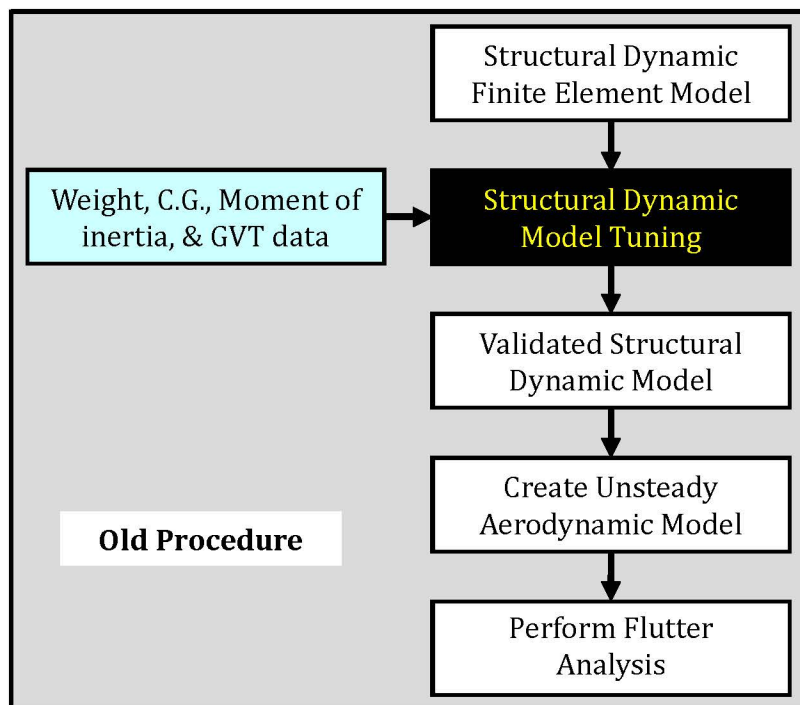 Structural Dynamic
Finite Element Model
Weight, C.G., Moment of
inertia, & GVT data
Structural Dynamic
Model Tuning
Validated Structural
Dynamic Model
Create Unsteady
Aerodynamic Model
Old Procedure
Perform Flutter
Analysis